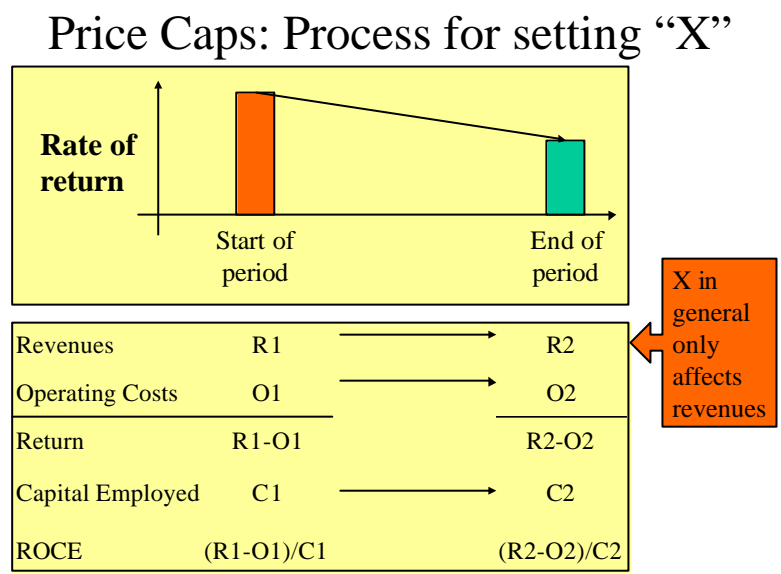 Price Caps: Process for setting “X”
Rate of
return
Start of
period
End of
period
X in
general
only
affects
revenues
Revenues R1 R2
Operating Costs O1 O2
Return R1-O1 R2-O2
Capital Employed C1 C2
ROCE (R1-O1)/C1 (R2-O2)/C2